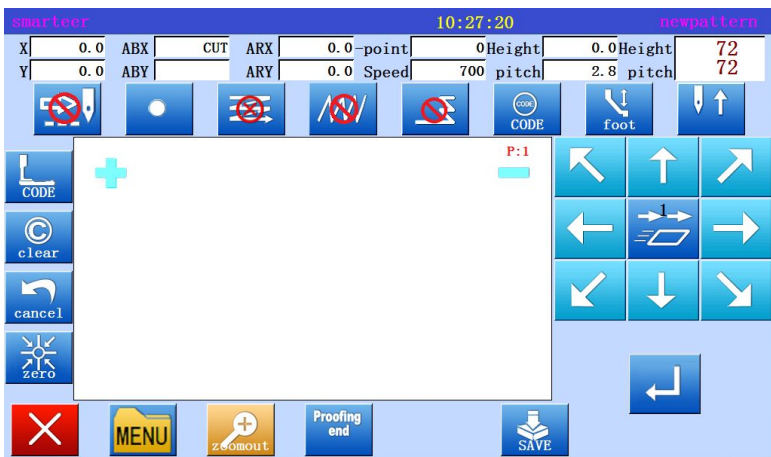 smarteer 10:27:20 newpattern
X 0.0 ABX CUT ARX 0.0 -point 0 Height 0.0 Height 72
Y 0.0 ABY ARY 0.0 Speed 700 pitch 2.8 pitch 72
CODE
CODE
foot
P:1
CODE
1
clear
cancel
zero
MENU
zoomout
Proofing
end
SAVE